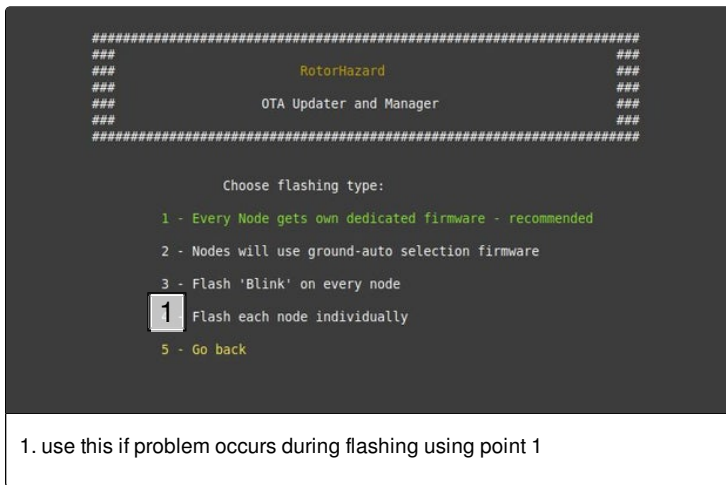 #######################################################################
### ###
### RotorHazard ###
### ###
### OTA Updater and Manager ###
### ###
#######################################################################
Choose flashing type:
1 - Every Node gets own dedicated firmware - recommended
2 - Nodes will use ground-auto selection firmware
3 - Flash 'Blink' on every node
1 Flash each node individually
5 - Go back
1. use this if problem occurs during flashing using point 1